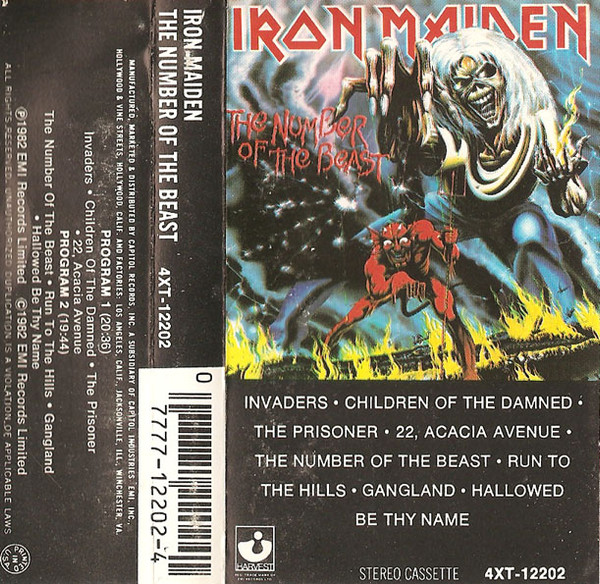 IRON MAIDEN
THE NUMBER
OF THE BEAST
INVADERS • CHILDREN OF THE DAMNED •
THE PRISONER • 22, ACACIA AVENUE •
THE NUMBER OF THE BEAST • RUN TO
THE HILLS • GANGLAND • HALLOWED
BE THY NAME
HARVEST
STEREO CASSETTE 4XT-12202
IRON MAIDEN
THE NUMBER OF THE BEAST 4XT-12202
MANUFACTURED, MARKETED & DISTRIBUTED BY CAPITOL RECORDS, INC. A SUBSIDIARY OF CAPITOL INDUSTRIES EMI, INC.,
HOLLYWOOD & VINE STREETS, HOLLYWOOD, CALIF. AND FACTORIES: LOS ANGELES, CALIF., JACKSONVILLE, ILL., WINCHESTER, VA.
PROGRAM 1 (20:36)
Invaders • Children Of The Damned • The Prisoner
• 22, Acacia Avenue
PROGRAM 2 (19:44)
The Number Of The Beast • Run To The Hills • Gangland
• Hallowed Be Thy Name
℗1982 EMI Records Limited ©1982 EMI Records Limited
ALL RIGHTS RESERVED. UNAUTHORIZED DUPLICATION IS A VIOLATION OF APPLICABLE LAWS
PRINTED
IN
U.S.A.
0 7777-12202-4